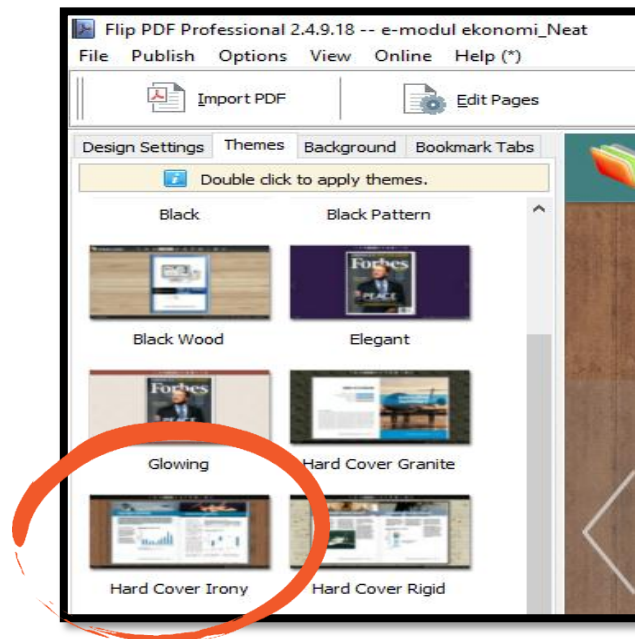 Flip PDF Professional 2.4.9.18 -- e-modul ekonomi_Neat
File Publish Options View Online Help (*)
Import PDF Edit Pages
Design Settings Themes Background Bookmark Tabs
Double click to apply themes.
Black Black Pattern
Forbes
PEACE
Black Wood Elegant
Forbes
Glowing Hard Cover Granite
Hard Cover Irony Hard Cover Rigid